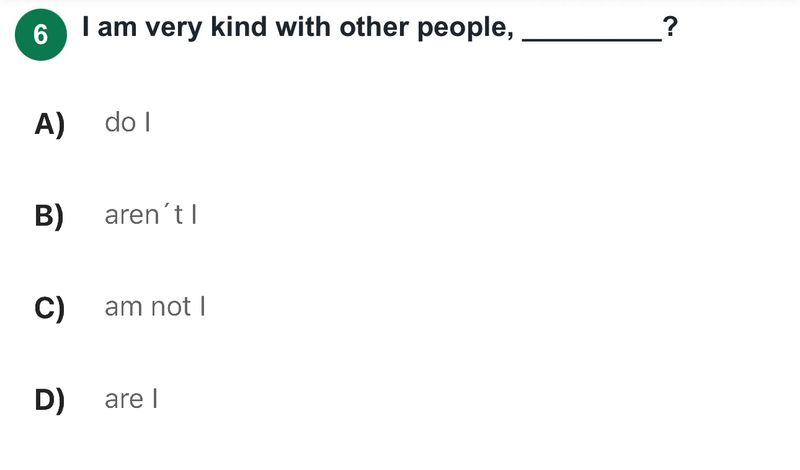 6 I am very kind with other people, _________?
A) do I
B) aren´t I
C) am not I
D) are I